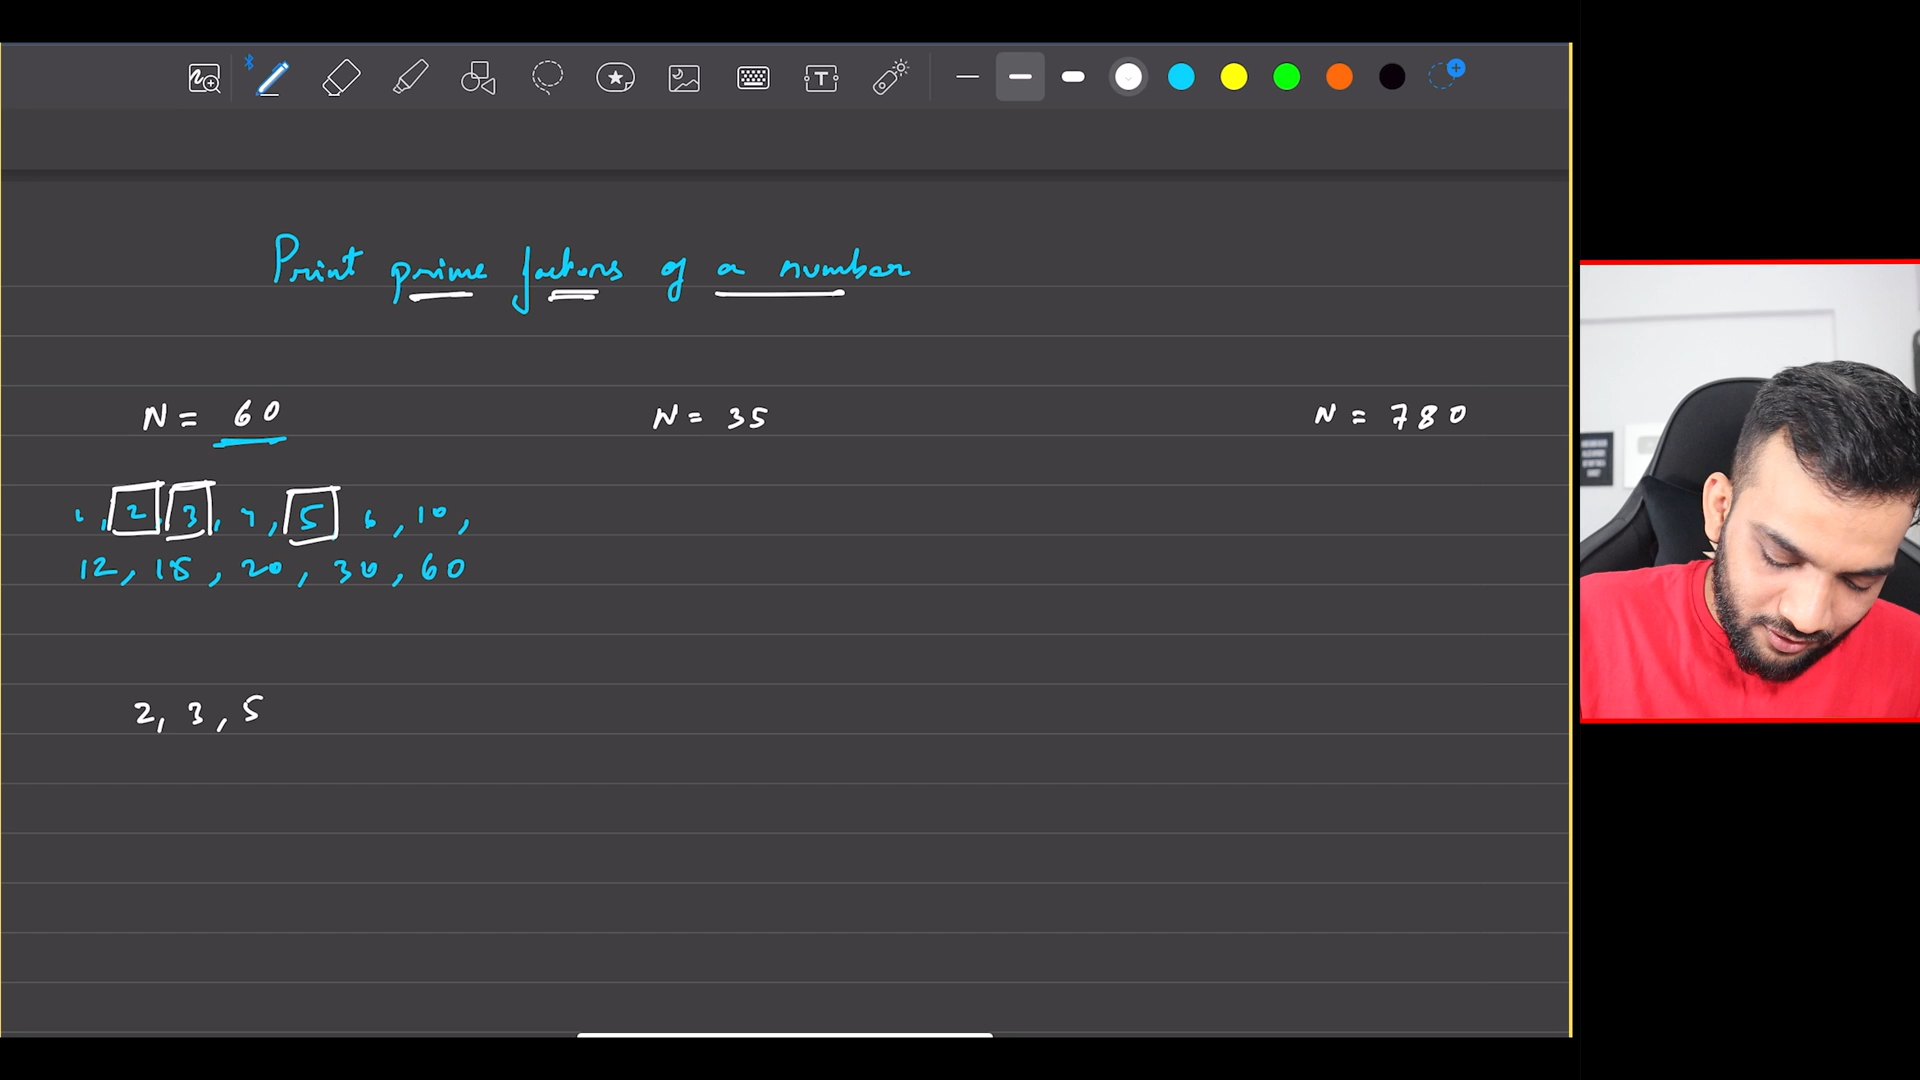 Print prime factors of a number
N = 60
N = 35
N = 780
1, 2, 3, 4, 5, 6, 10,
12, 15, 20, 30, 60
2, 3, 5